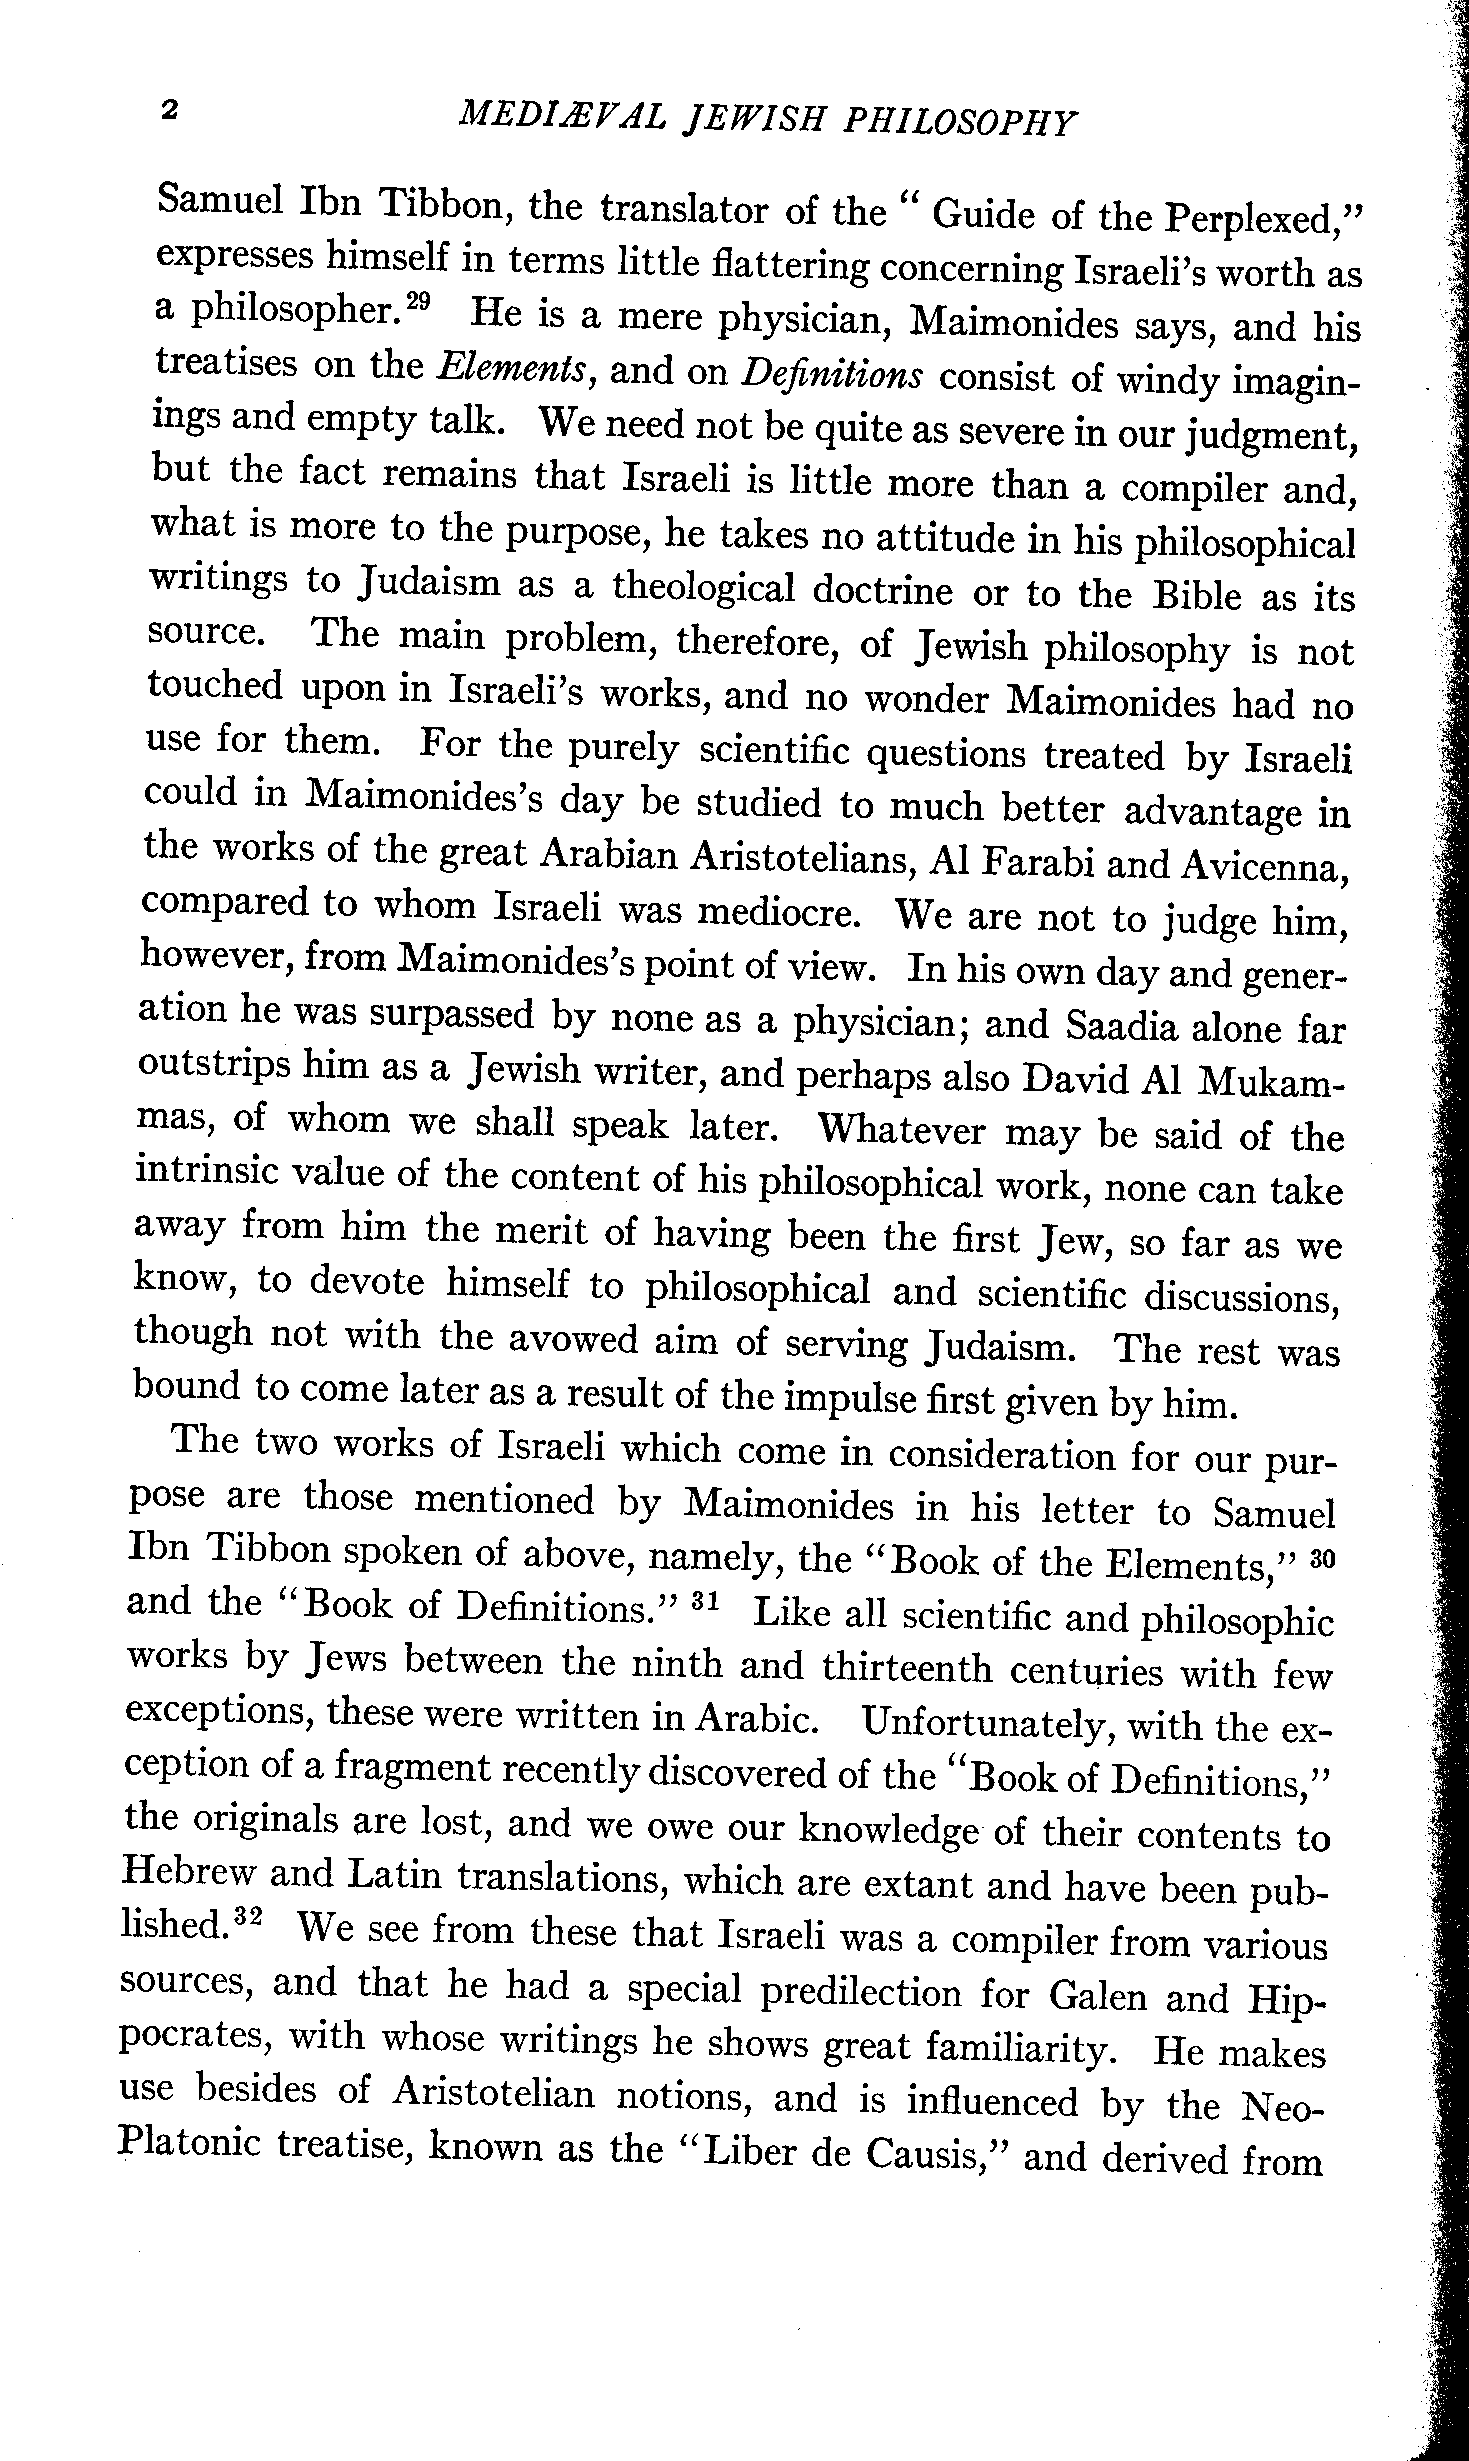 2 MEDIÆVAL JEWISH PHILOSOPHY
Samuel Ibn Tibbon, the translator of the “ Guide of the Perplexed,”
expresses himself in terms little flattering concerning Israeli’s worth as
a philosopher.²⁹ He is a mere physician, Maimonides says, and his
treatises on the Elements, and on Definitions consist of windy imagin-
ings and empty talk. We need not be quite as severe in our judgment,
but the fact remains that Israeli is little more than a compiler and,
what is more to the purpose, he takes no attitude in his philosophical
writings to Judaism as a theological doctrine or to the Bible as its
source. The main problem, therefore, of Jewish philosophy is not
touched upon in Israeli’s works, and no wonder Maimonides had no
use for them. For the purely scientific questions treated by Israeli
could in Maimonides’s day be studied to much better advantage in
the works of the great Arabian Aristotelians, Al Farabi and Avicenna,
compared to whom Israeli was mediocre. We are not to judge him,
however, from Maimonides’s point of view. In his own day and gener-
ation he was surpassed by none as a physician; and Saadia alone far
outstrips him as a Jewish writer, and perhaps also David Al Mukam-
mas, of whom we shall speak later. Whatever may be said of the
intrinsic value of the content of his philosophical work, none can take
away from him the merit of having been the first Jew, so far as we
know, to devote himself to philosophical and scientific discussions,
though not with the avowed aim of serving Judaism. The rest was
bound to come later as a result of the impulse first given by him.
The two works of Israeli which come in consideration for our pur-
pose are those mentioned by Maimonides in his letter to Samuel
Ibn Tibbon spoken of above, namely, the “Book of the Elements,” ³⁰
and the “Book of Definitions.” ³¹ Like all scientific and philosophic
works by Jews between the ninth and thirteenth centuries with few
exceptions, these were written in Arabic. Unfortunately, with the ex-
ception of a fragment recently discovered of the “Book of Definitions,”
the originals are lost, and we owe our knowledge of their contents to
Hebrew and Latin translations, which are extant and have been pub-
lished.³² We see from these that Israeli was a compiler from various
sources, and that he had a special predilection for Galen and Hip-
pocrates, with whose writings he shows great familiarity. He makes
use besides of Aristotelian notions, and is influenced by the Neo-
Platonic treatise, known as the “Liber de Causis,” and derived from